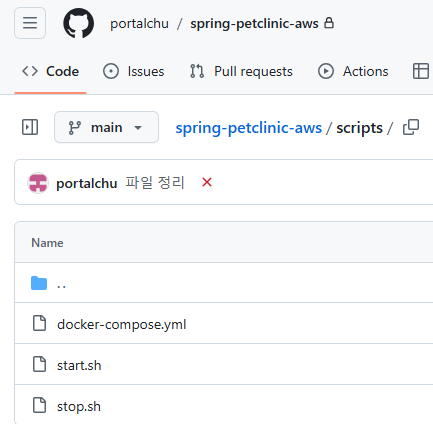 portalchu / spring-petclinic-aws
Code Issues Pull requests Actions
main spring-petclinic-aws / scripts /
portalchu 파일 정리
Name
..
docker-compose.yml
start.sh
stop.sh